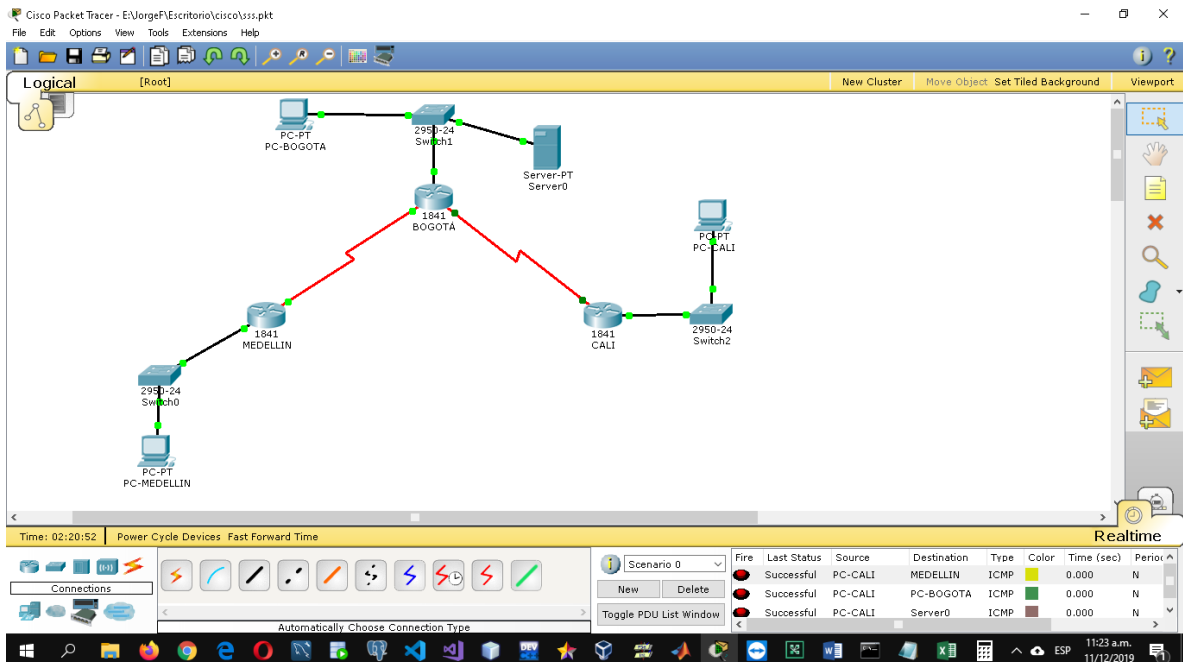 Cisco Packet Tracer - E:\JorgeF\Escritorio\cisco\sss.pkt
File Edit Options View Tools Extensions Help
Logical [Root] New Cluster Move Object Set Tiled Background Viewport
PC-PT
PC-BOGOTA
2950-24
Switch1
Server-PT
Server0
1841
BOGOTA
PC-PT
PC-CALI
1841
MEDELLIN
1841
CALI
2950-24
Switch2
2950-24
Switch0
PC-PT
PC-MEDELLIN
Time: 02:20:52 Power Cycle Devices Fast Forward Time Realtime
Connections
Automatically Choose Connection Type
Scenario 0
New Delete
Toggle PDU List Window
Fire Last Status Source Destination Type Color Time (sec) Period
Successful PC-CALI MEDELLIN ICMP 0.000 N
Successful PC-CALI PC-BOGOTA ICMP 0.000 N
Successful PC-CALI Server0 ICMP 0.000 N
DEV
ESP
11:23 a.m.
11/12/2019